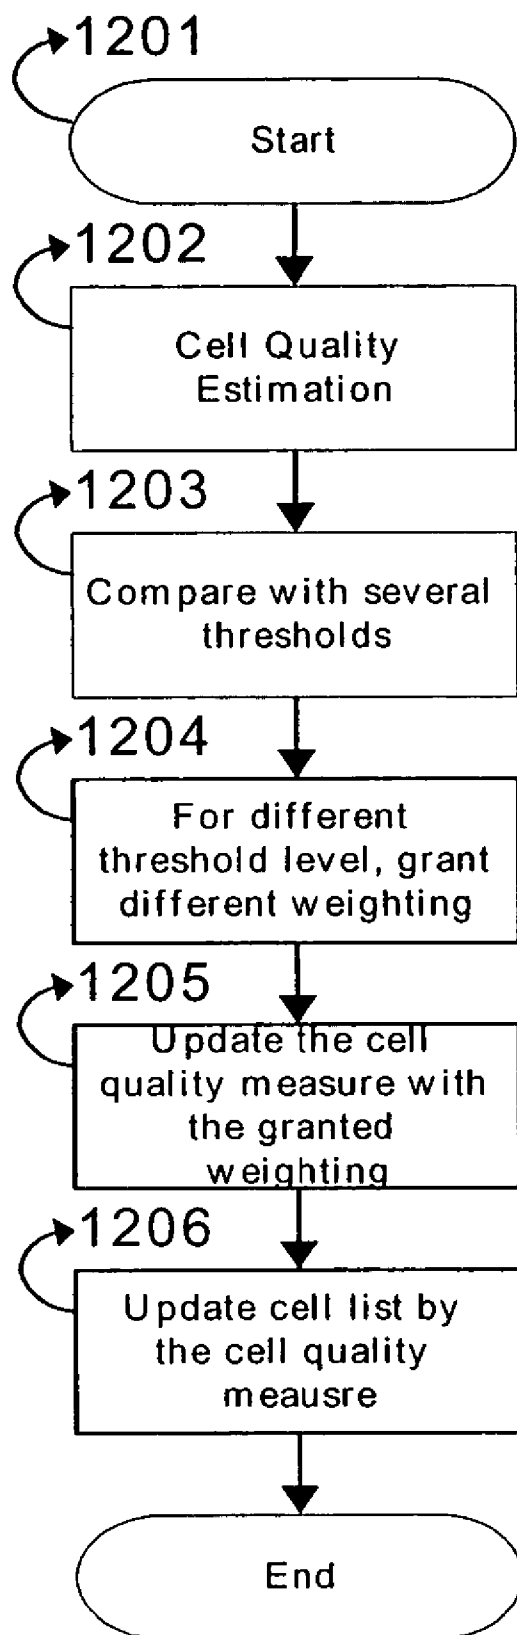 1201
Start
1202
Cell Quality
Estimation
1203
Compare with several
thresholds
1204
For different
threshold level, grant
different weighting
1205
Update the cell
quality measure with
the granted
weighting
1206
Update cell list by
the cell quality
meausre
End